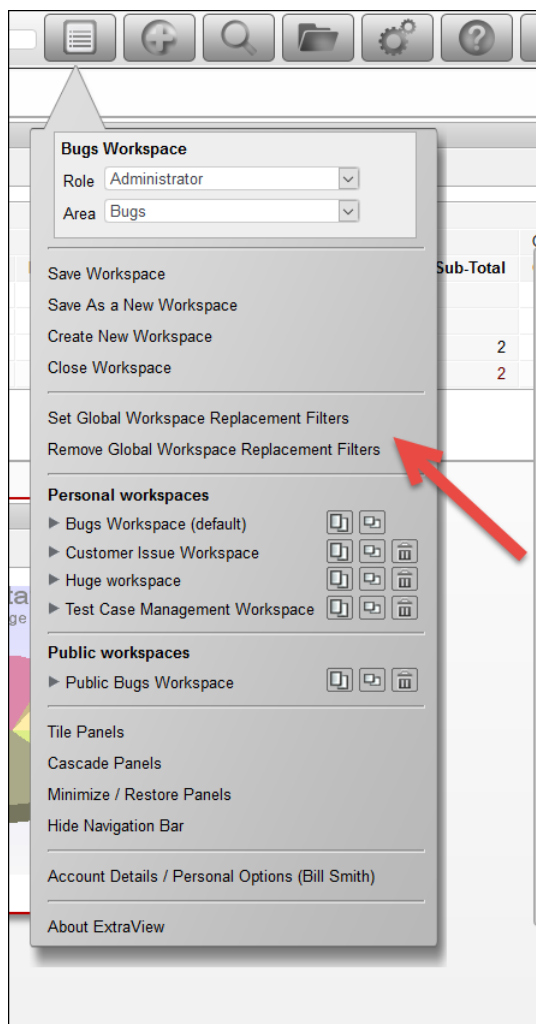 Bugs Workspace
Role Administrator
Area Bugs
Save Workspace
Save As a New Workspace
Create New Workspace
Close Workspace
Set Global Workspace Replacement Filters
Remove Global Workspace Replacement Filters
Personal workspaces
Bugs Workspace (default)
Customer Issue Workspace
Huge workspace
Test Case Management Workspace
Public workspaces
Public Bugs Workspace
Tile Panels
Cascade Panels
Minimize / Restore Panels
Hide Navigation Bar
Account Details / Personal Options (Bill Smith)
About ExtraView
Sub-Total
2
2
ta
ge